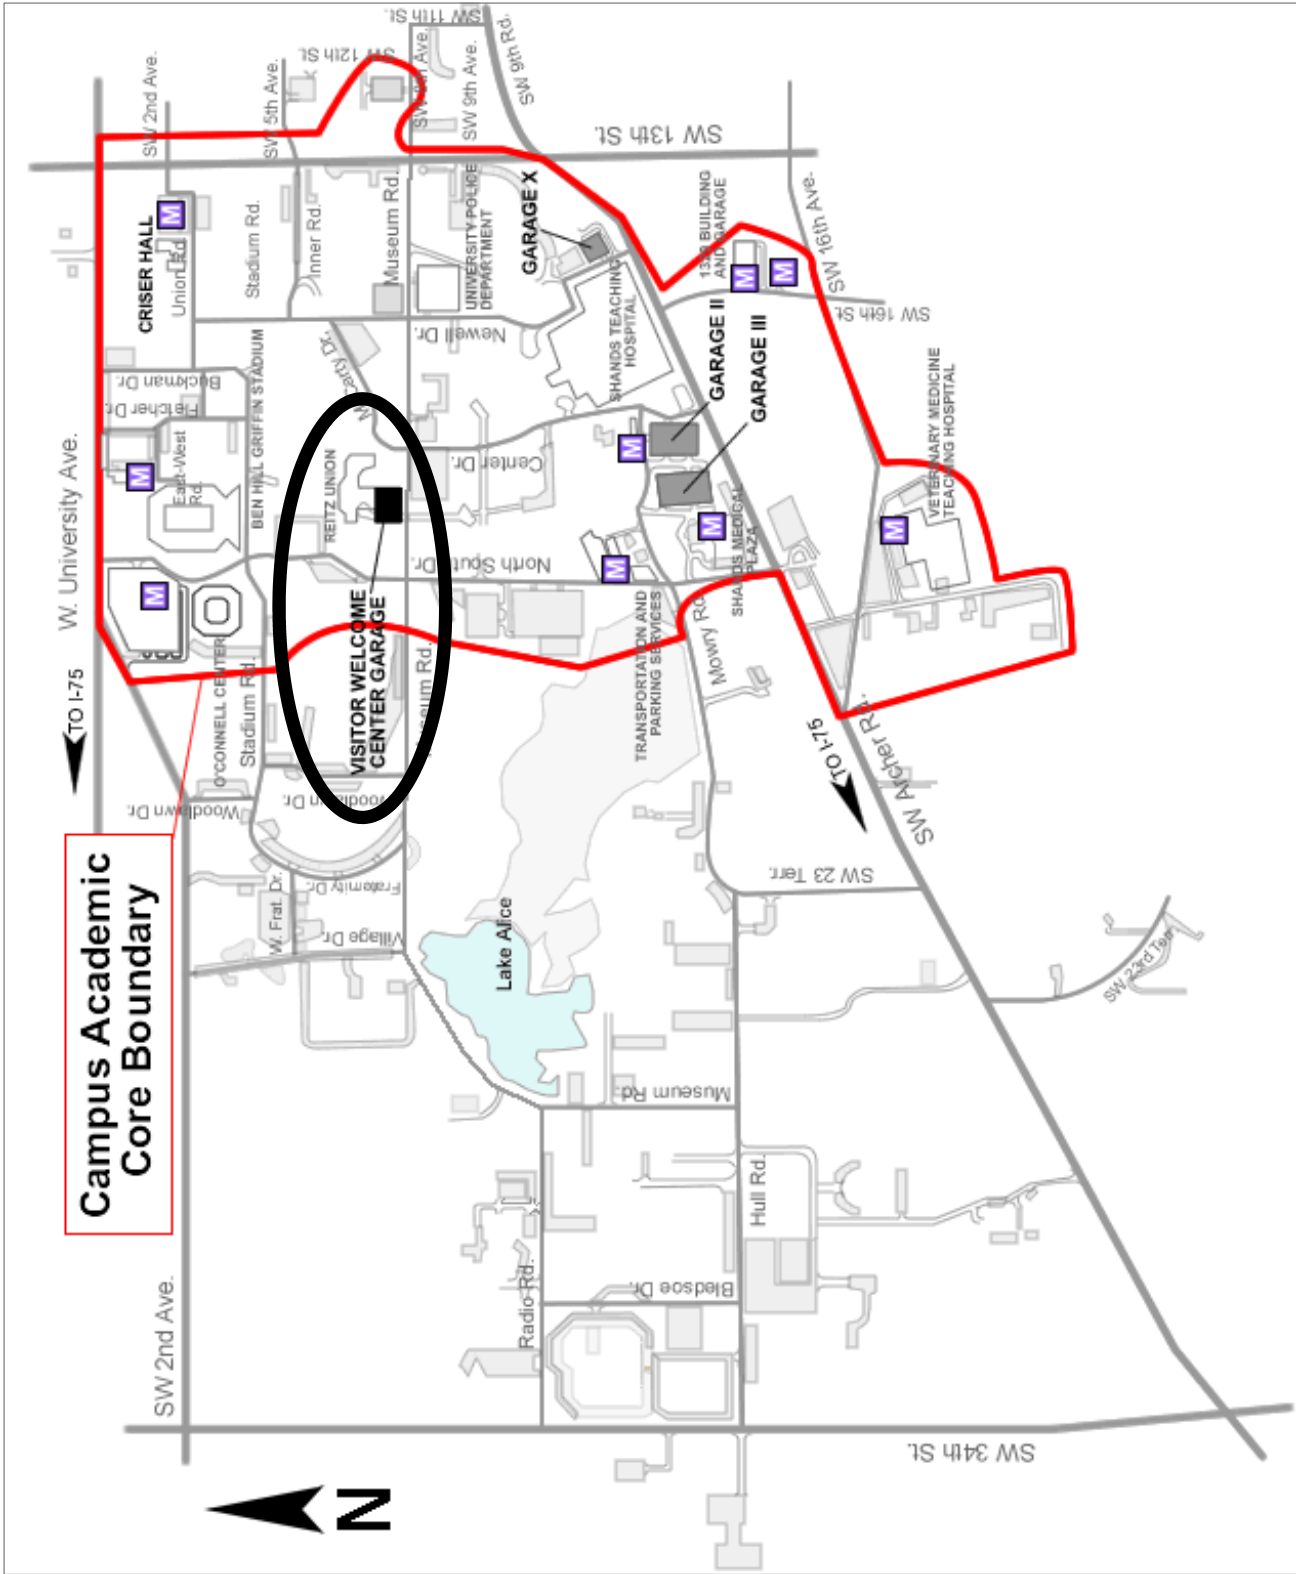 SW 11th St.
SW 12th St.
SW 2nd Ave.
SW 5th Ave.
SW 9th Ave.
SW 9th Rd.
SW 13th St.
CRISER HALL
M
Union Rd
Stadium Rd.
Inner Rd.
Museum Rd.
UNIVERSITY POLICE
DEPARTMENT
GARAGE X
1329 BUILDING
AND GARAGE
M
M
SW 16th Ave.
SW 16th St.
Buckman Dr.
Fletcher Dr.
Newell Dr.
SHANDS TEACHING
HOSPITAL
GARAGE II
GARAGE III
VETERINARY MEDICINE
TEACHING HOSPITAL
M
W. University Ave.
M
East-West
Rd.
BEN HILL GRIFFIN STADIUM
REITZ UNION
Center Dr.
M
M
SHANDS MEDICAL
PLAZA
M
M
North South Dr.
VISITOR WELCOME
CENTER GARAGE
TRANSPORTATION AND
PARKING SERVICES
Mowry Rd.
TO I-75
O'CONNELL CENTER
Stadium Rd.
Museum Rd.
Woodlawn Dr.
Woodlawn Dr.
TO I-75
SW Archer Rd.
Campus Academic
Core Boundary
W. Frat. Dr.
Fraternity Dr.
Village Dr.
SW 23 Terr.
Lake Alice
SW 23rd Terr.
Museum Rd
Hull Rd.
Radio Rd.
Bledsoe Dr.
SW 2nd Ave.
SW 34th St.
N